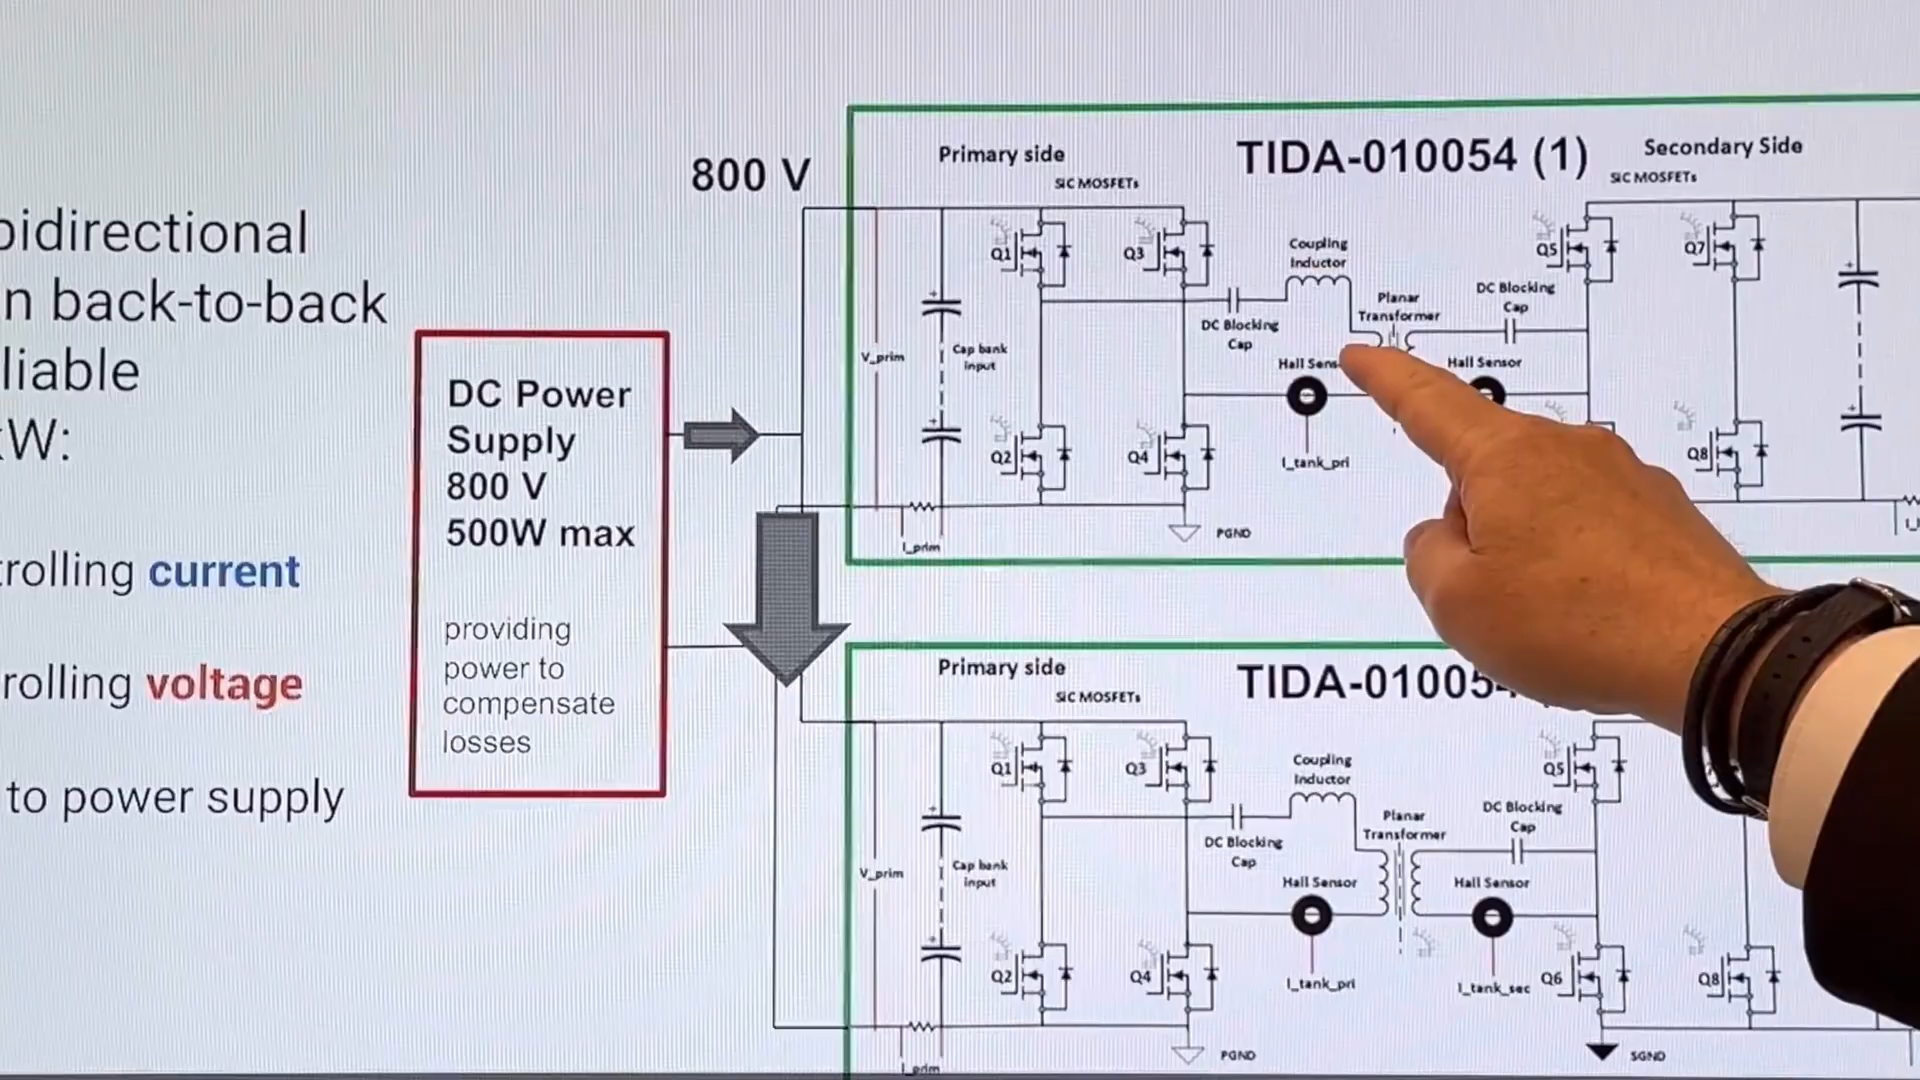 bidirectional
n back-to-back
liable
W:
rolling current
rolling voltage
to power supply
DC Power
Supply
800 V
500W max
providing
power to
compensate
losses
800 V
Primary side
TIDA-010054 (1)
Secondary Side
SiC MOSFETs
SiC MOSFETs
Q1
Q3
Coupling
Inductor
Q5
Q7
DC Blocking
Cap
Planar
Transformer
DC Blocking
Cap
V_prim
Cap bank
input
Hall Sens
Hall Sensor
Q2
Q4
I_tank_pri
Q8
I_prim
PGND
Primary side
TIDA-01005
SiC MOSFETs
Q1
Q3
Coupling
Inductor
Q5
DC Blocking
Cap
Planar
Transformer
DC Blocking
Cap
V_prim
Cap bank
input
Hall Sensor
Hall Sensor
Q2
Q4
I_tank_pri
I_tank_sec
Q6
Q8
I_prim
PGND
SGND